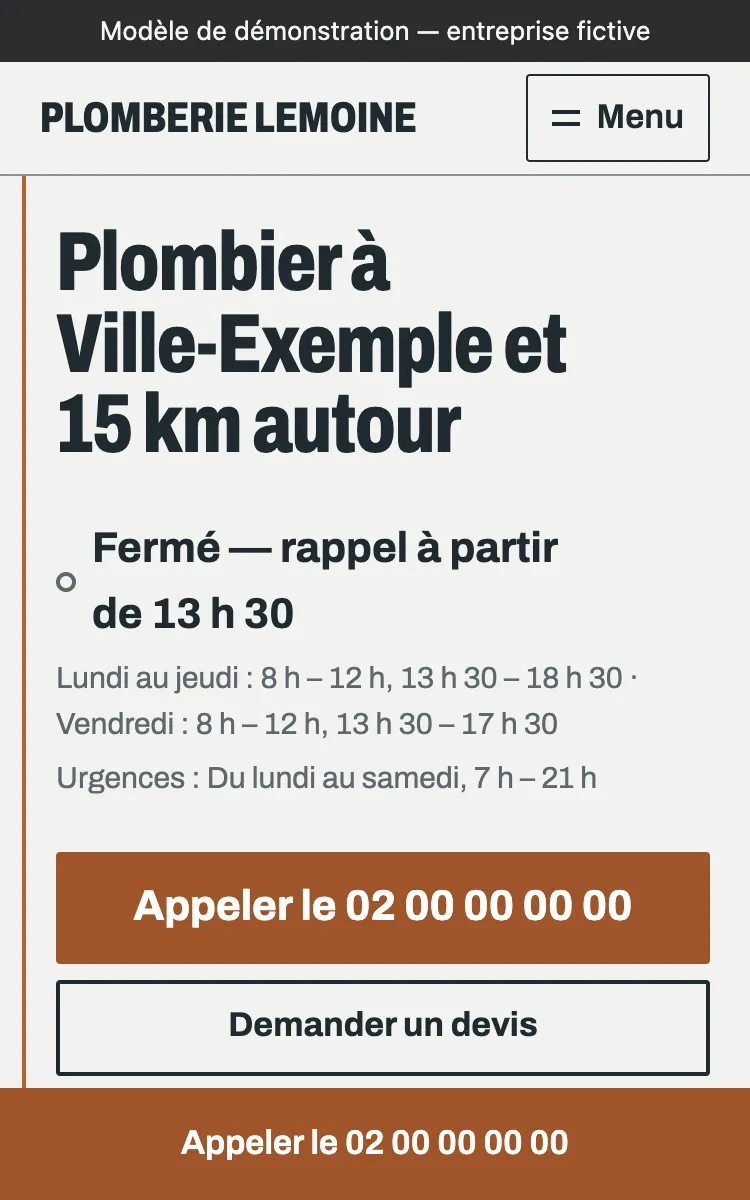 Modèle de démonstration — entreprise fictive
PLOMBERIE LEMOINE
Menu
Plombier à
Ville-Exemple et
15 km autour
Fermé — rappel à partir
de 13 h 30
Lundi au jeudi : 8 h – 12 h, 13 h 30 – 18 h 30 ·
Vendredi : 8 h – 12 h, 13 h 30 – 17 h 30
Urgences : Du lundi au samedi, 7 h – 21 h
Appeler le 02 00 00 00 00
Demander un devis
Appeler le 02 00 00 00 00